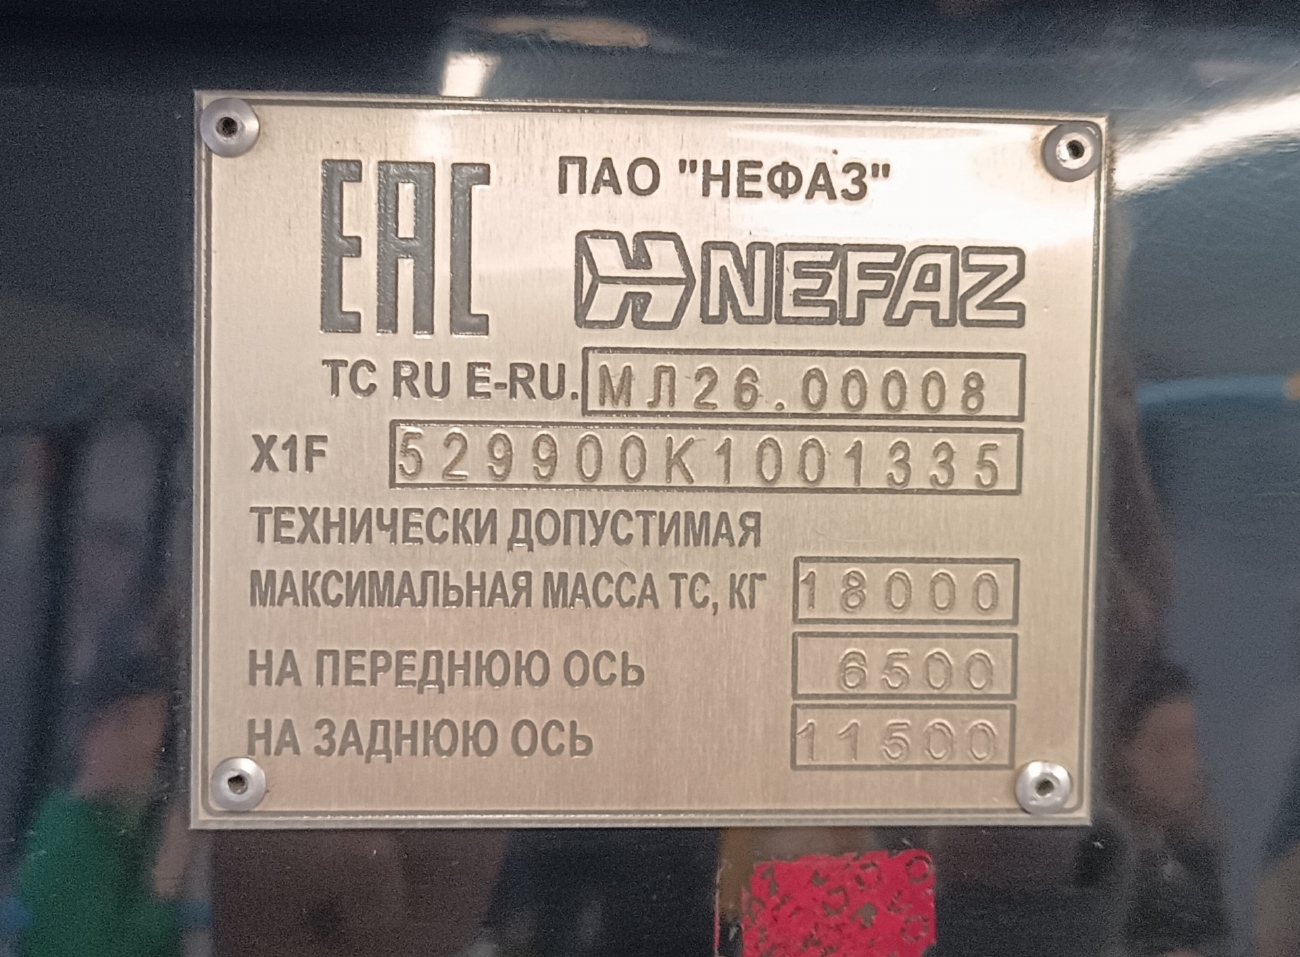 EAC
ПАО "НЕФАЗ"
NEFAZ
ТС RU E-RU. МЛ26.00008
X1F 529900K1001335
ТЕХНИЧЕСКИ ДОПУСТИМАЯ
МАКСИМАЛЬНАЯ МАССА ТС, КГ 18000
НА ПЕРЕДНЮЮ ОСЬ 6500
НА ЗАДНЮЮ ОСЬ 11500